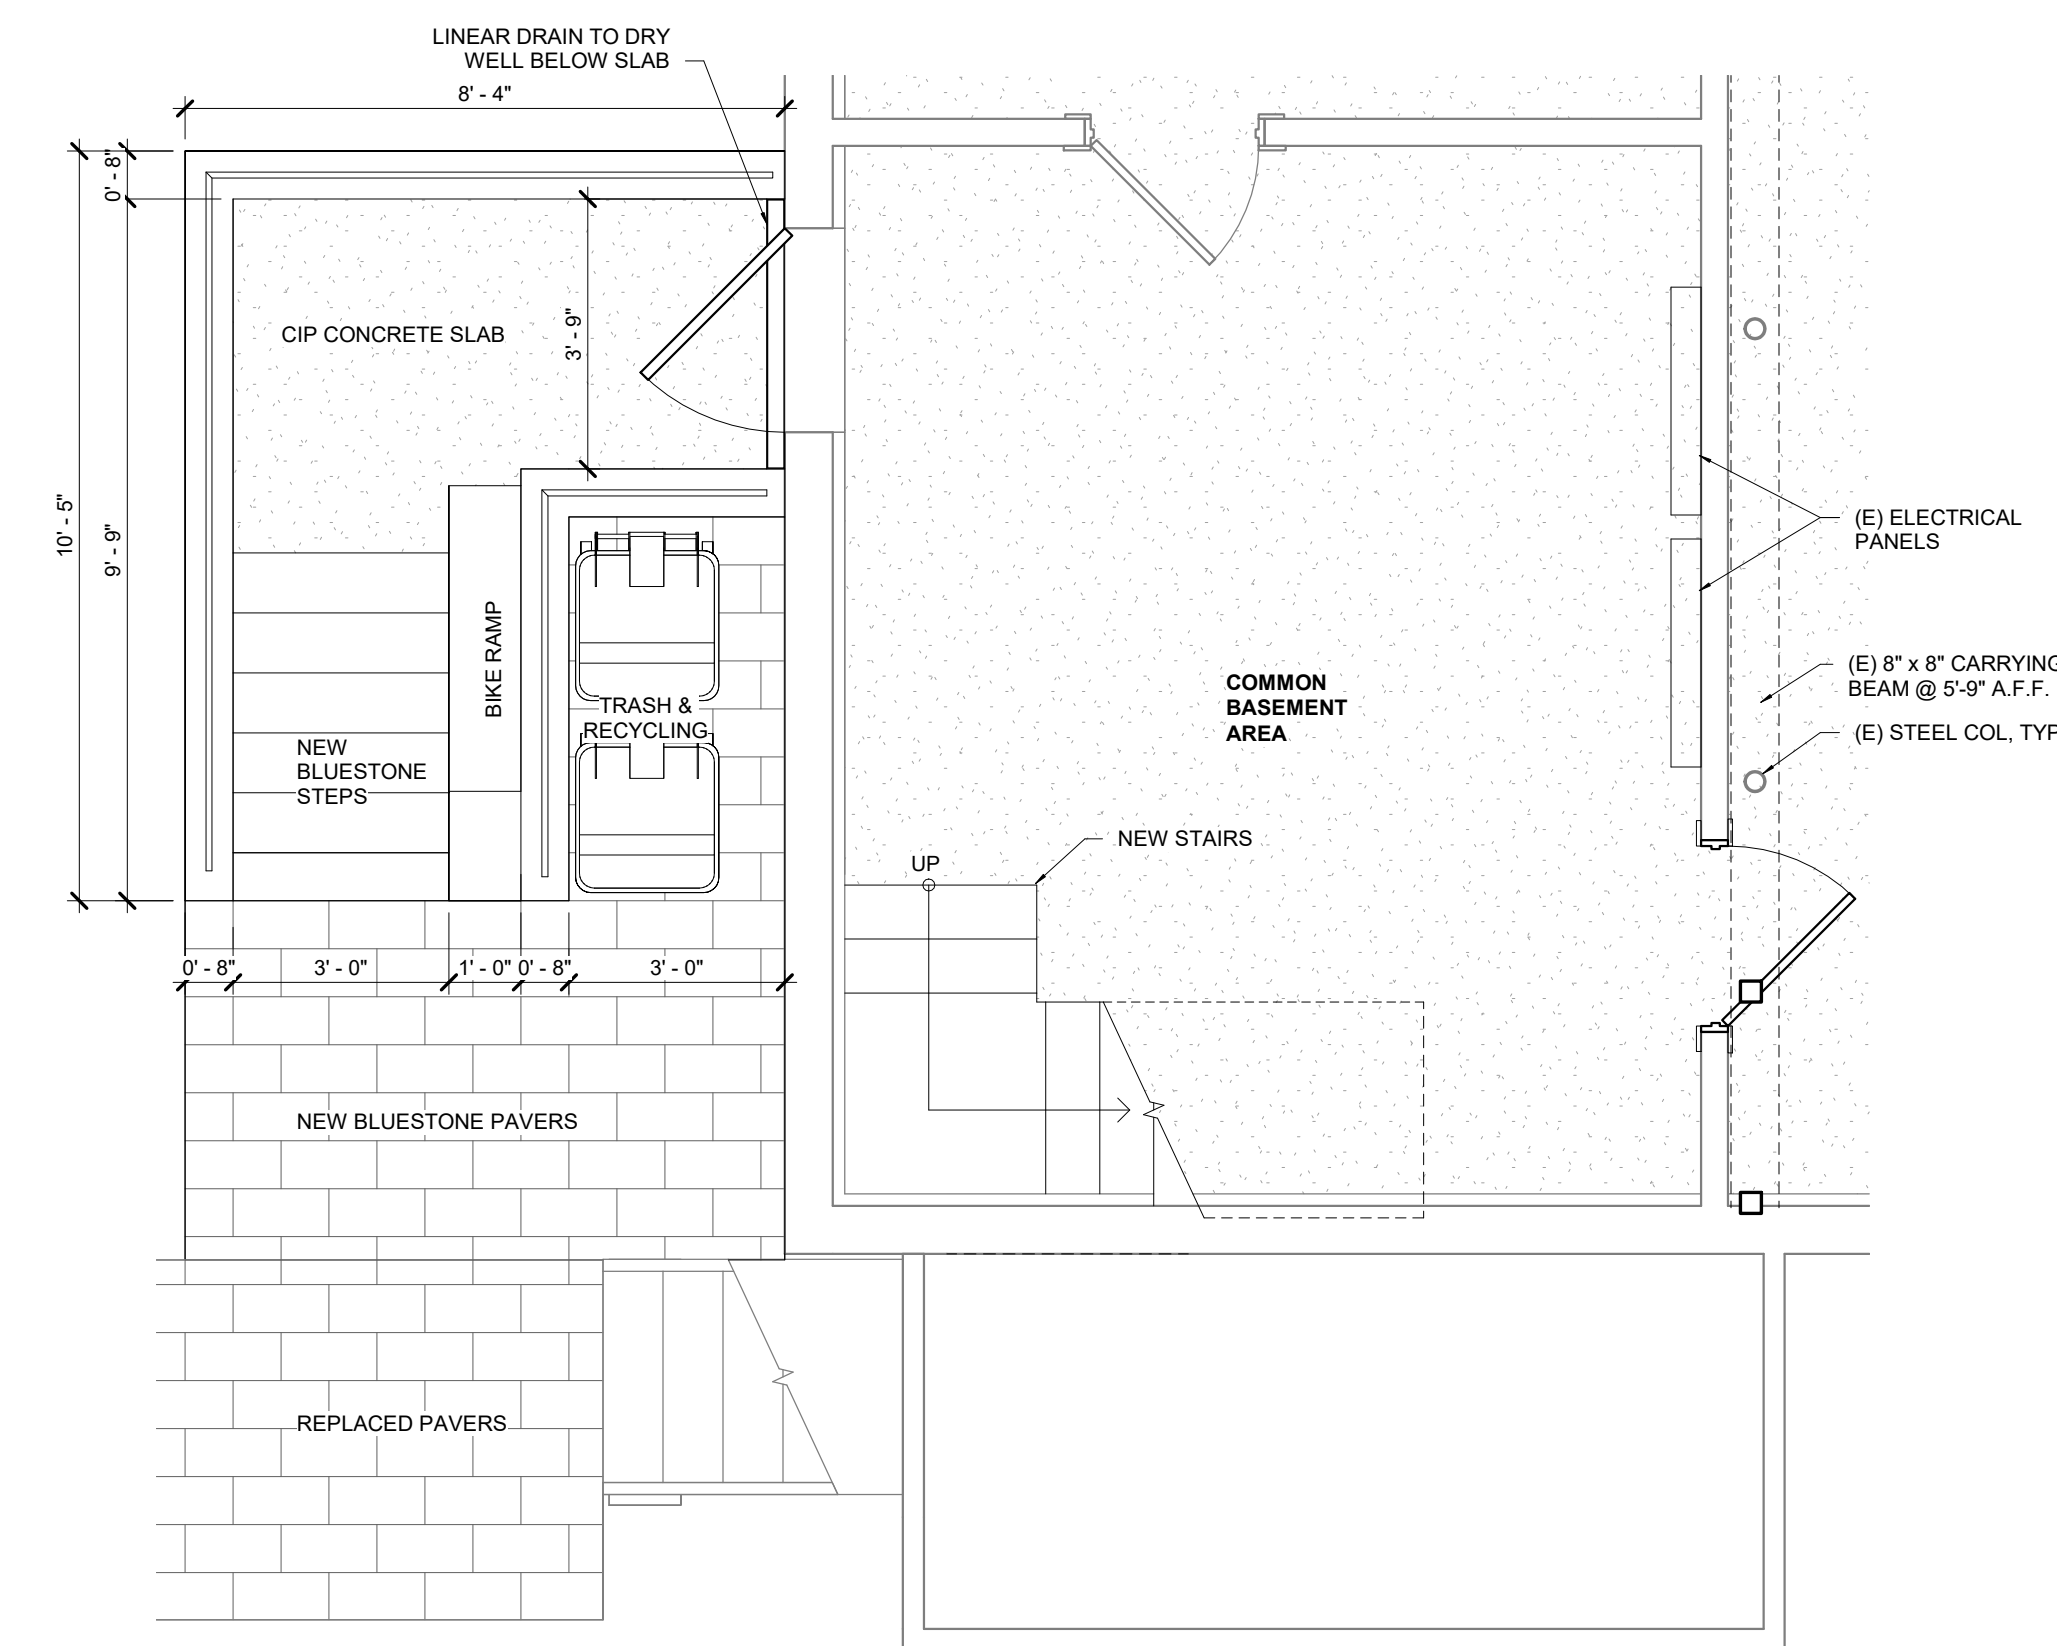 LINEAR DRAIN TO DRY
WELL BELOW SLAB
8' - 4"
0' - 8"
10' - 5"
9' - 9"
3' - 9"
CIP CONCRETE SLAB
BIKE RAMP
TRASH &
RECYCLING
NEW
BLUESTONE
STEPS
0' - 8"
3' - 0"
1' - 0"
0' - 8"
3' - 0"
NEW BLUESTONE PAVERS
REPLACED PAVERS
COMMON
BASEMENT
AREA
NEW STAIRS
UP
(E) ELECTRICAL
PANELS
(E) 8" x 8" CARRYING
BEAM @ 5'-9" A.F.F.
(E) STEEL COL, TYP